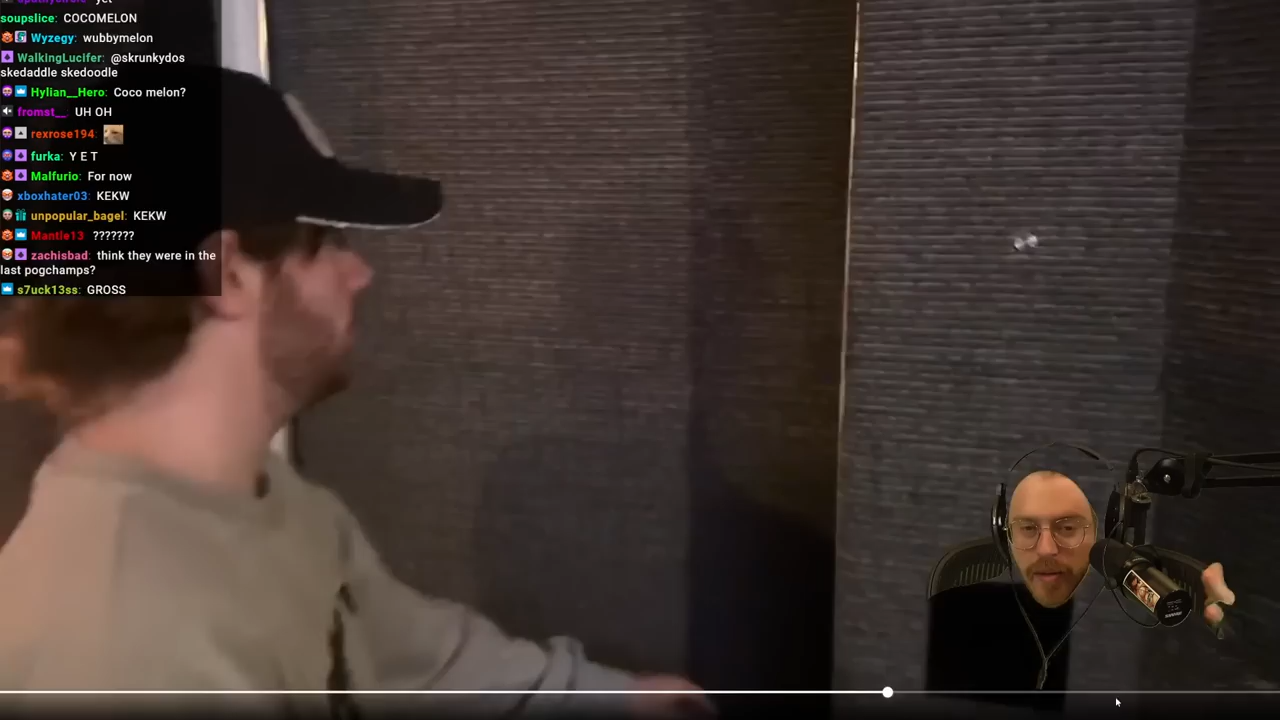 yet
soupslice: COCOMELON
Wyzegy: wubbymelon
WalkingLucifer: @skrunkydos
skedaddle skedoodle
Hylian__Hero: Coco melon?
fromst__: UH OH
rexrose194:
furka: Y E T
Malfurio: For now
xboxhater03: KEKW
unpopular_bagel: KEKW
Mantle13 ???????
zachisbad: think they were in the
last pogchamps?
s7uck13ss: GROSS